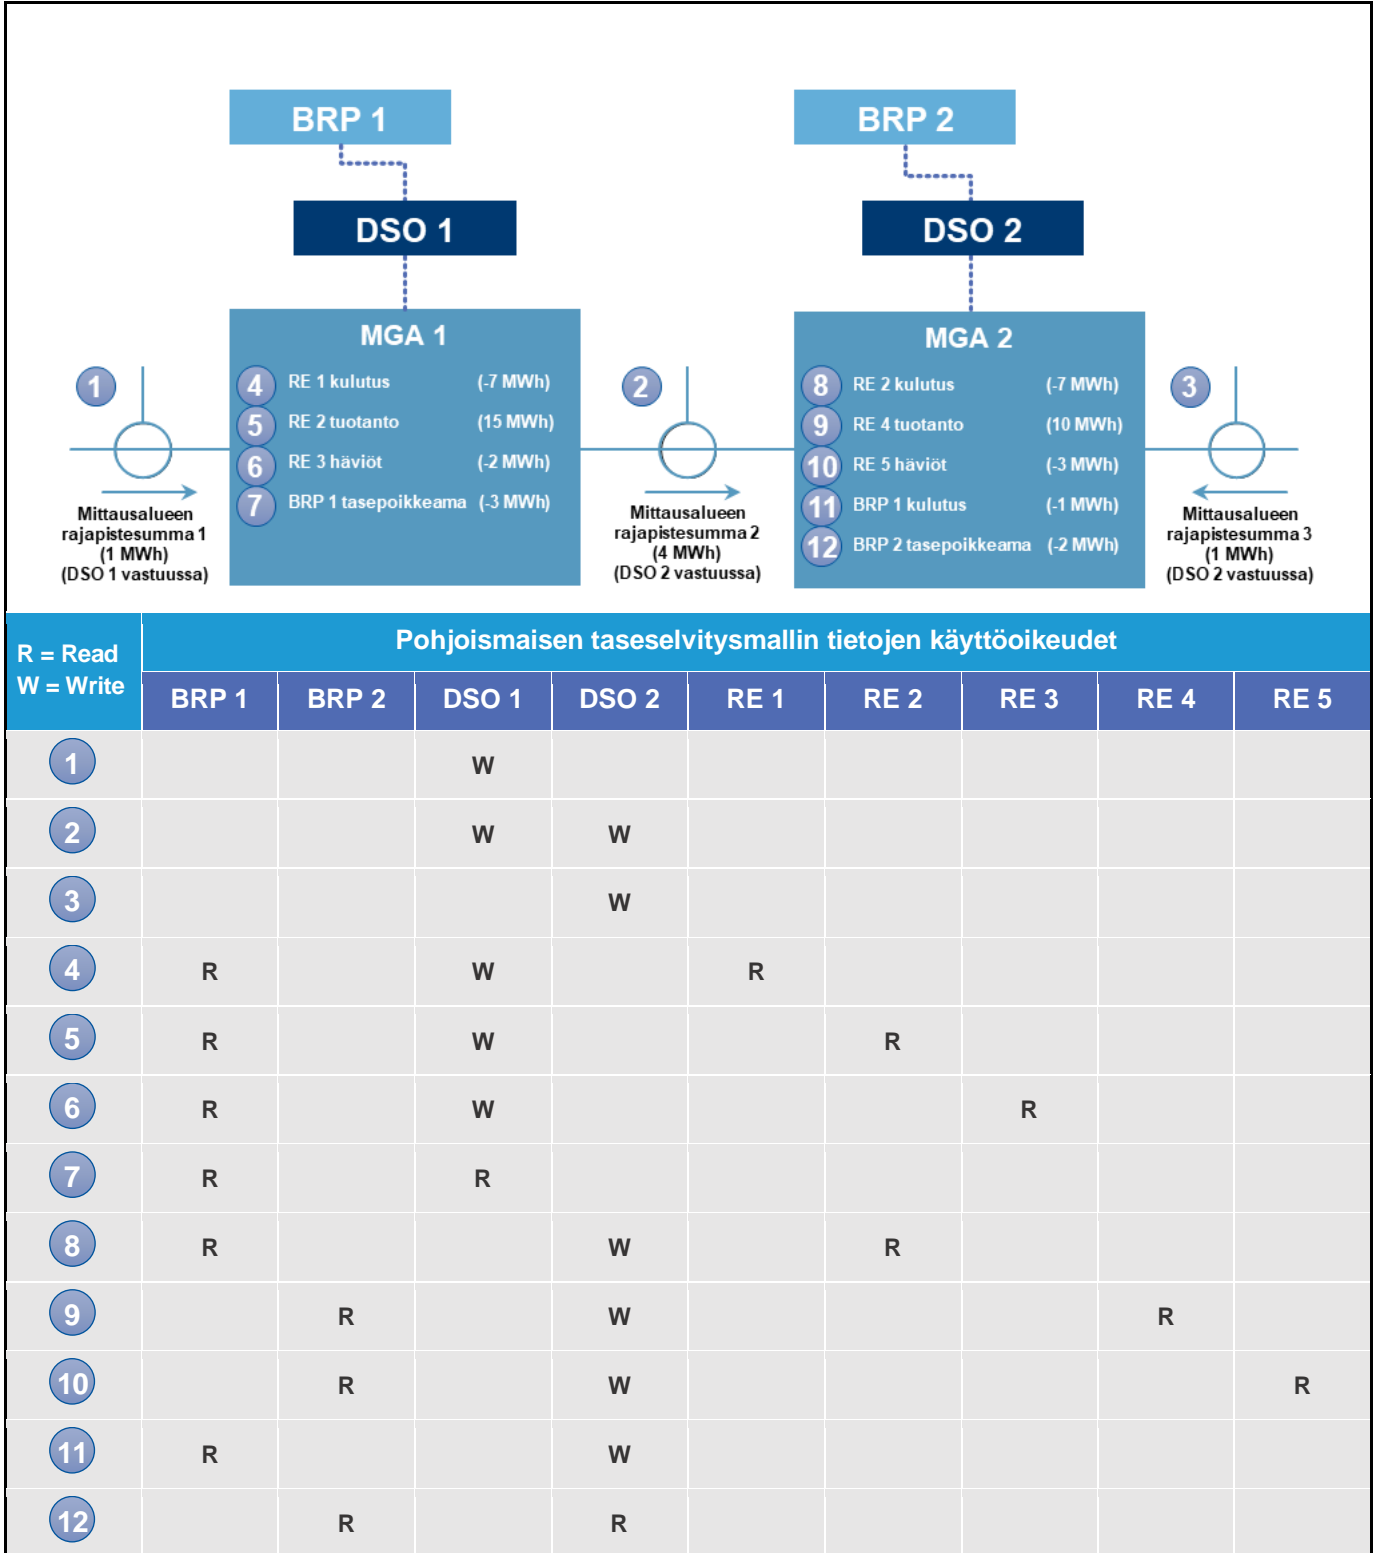 BRP 1
BRP 2
DSO 1
DSO 2
MGA 1
4 RE 1 kulutus (-7 MWh)
5 RE 2 tuotanto (15 MWh)
6 RE 3 häviöt (-2 MWh)
7 BRP 1 tasepoikkeama (-3 MWh)
MGA 2
8 RE 2 kulutus (-7 MWh)
9 RE 4 tuotanto (10 MWh)
10 RE 5 häviöt (-3 MWh)
11 BRP 1 kulutus (-1 MWh)
12 BRP 2 tasepoikkeama (-2 MWh)
1
Mittausalueen
rajapistesumma 1
(1 MWh)
(DSO 1 vastuussa)
2
Mittausalueen
rajapistesumma 2
(4 MWh)
(DSO 2 vastuussa)
3
Mittausalueen
rajapistesumma 3
(1 MWh)
(DSO 2 vastuussa)
R = Read
W = Write
Pohjoismaisen taseselvitysmallin tietojen käyttöoikeudet
BRP 1 BRP 2 DSO 1 DSO 2 RE 1 RE 2 RE 3 RE 4 RE 5
1 W
2 W W
3 W
4 R W R
5 R W R
6 R W R
7 R R
8 R W R
9 R W R
10 R W R
11 R W
12 R R